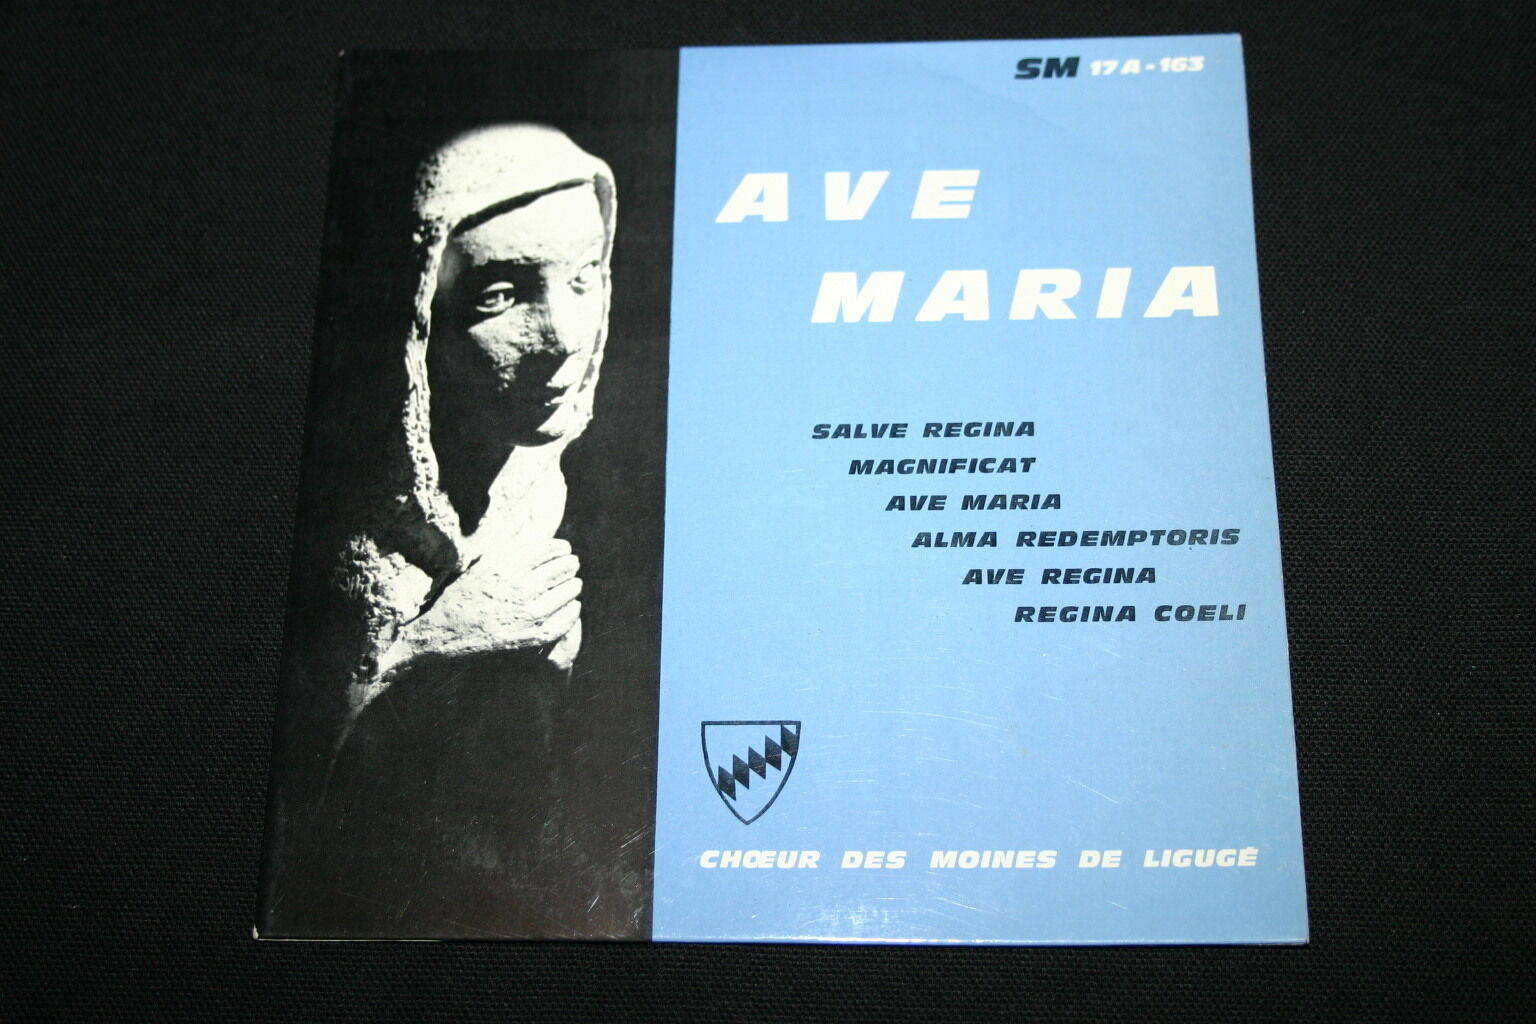 SM 17 A - 163
AVE
MARIA
SALVE REGINA
MAGNIFICAT
AVE MARIA
ALMA REDEMPTORIS
AVE REGINA
REGINA COELI
CHŒUR DES MOINES DE LIGUGÉ